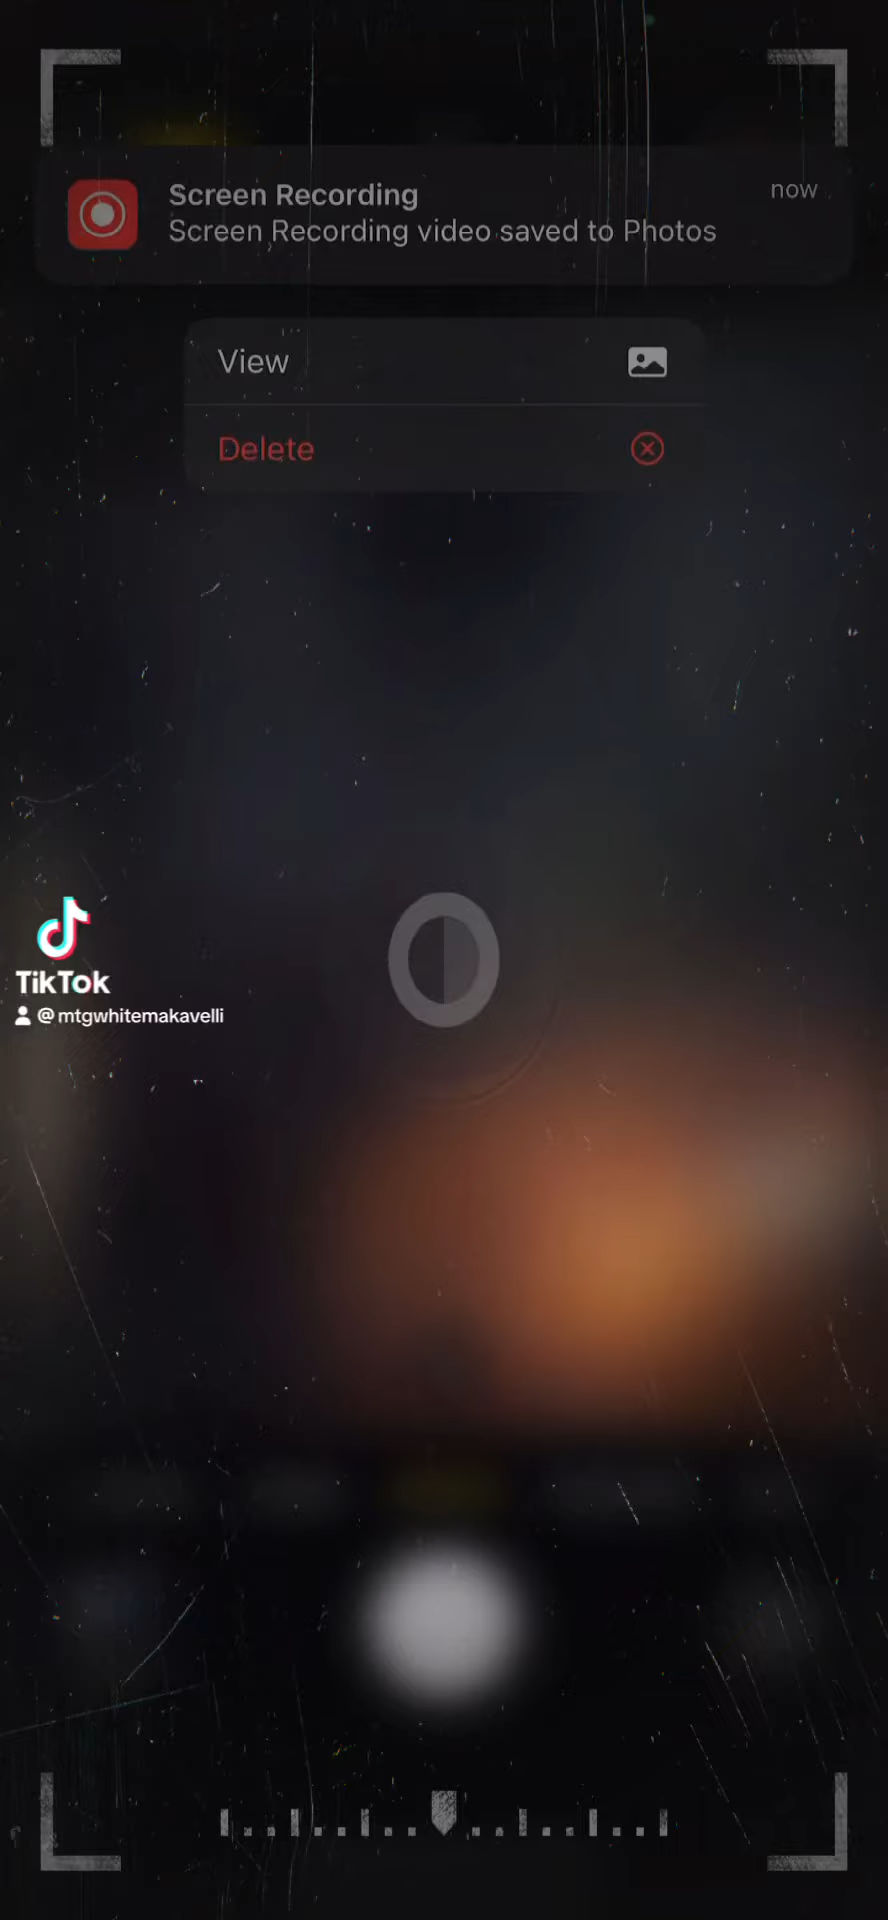 Screen Recording
now
Screen Recording video saved to Photos
View
Delete
TikTok
@mtgwhitemakavelli